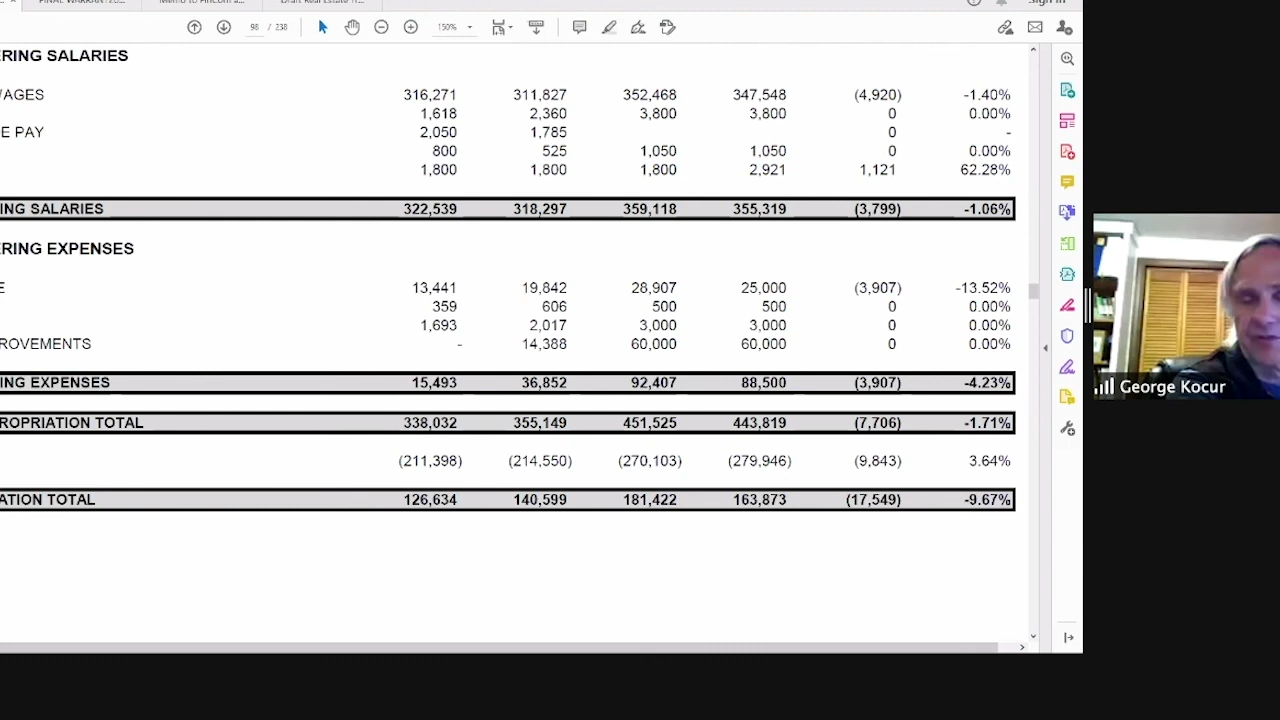 Sign In
98 / 238
150%
RING SALARIES
WAGES 316,271 311,827 352,468 347,548 (4,920) -1.40%
1,618 2,360 3,800 3,800 0 0.00%
E PAY 2,050 1,785 0 -
800 525 1,050 1,050 0 0.00%
1,800 1,800 1,800 2,921 1,121 62.28%
ING SALARIES 322,539 318,297 359,118 355,319 (3,799) -1.06%
RING EXPENSES
E 13,441 19,842 28,907 25,000 (3,907) -13.52%
359 606 500 500 0 0.00%
1,693 2,017 3,000 3,000 0 0.00%
ROVEMENTS - 14,388 60,000 60,000 0 0.00%
ING EXPENSES 15,493 36,852 92,407 88,500 (3,907) -4.23%
ROPRIATION TOTAL 338,032 355,149 451,525 443,819 (7,706) -1.71%
(211,398) (214,550) (270,103) (279,946) (9,843) 3.64%
ATION TOTAL 126,634 140,599 181,422 163,873 (17,549) -9.67%
George Kocur